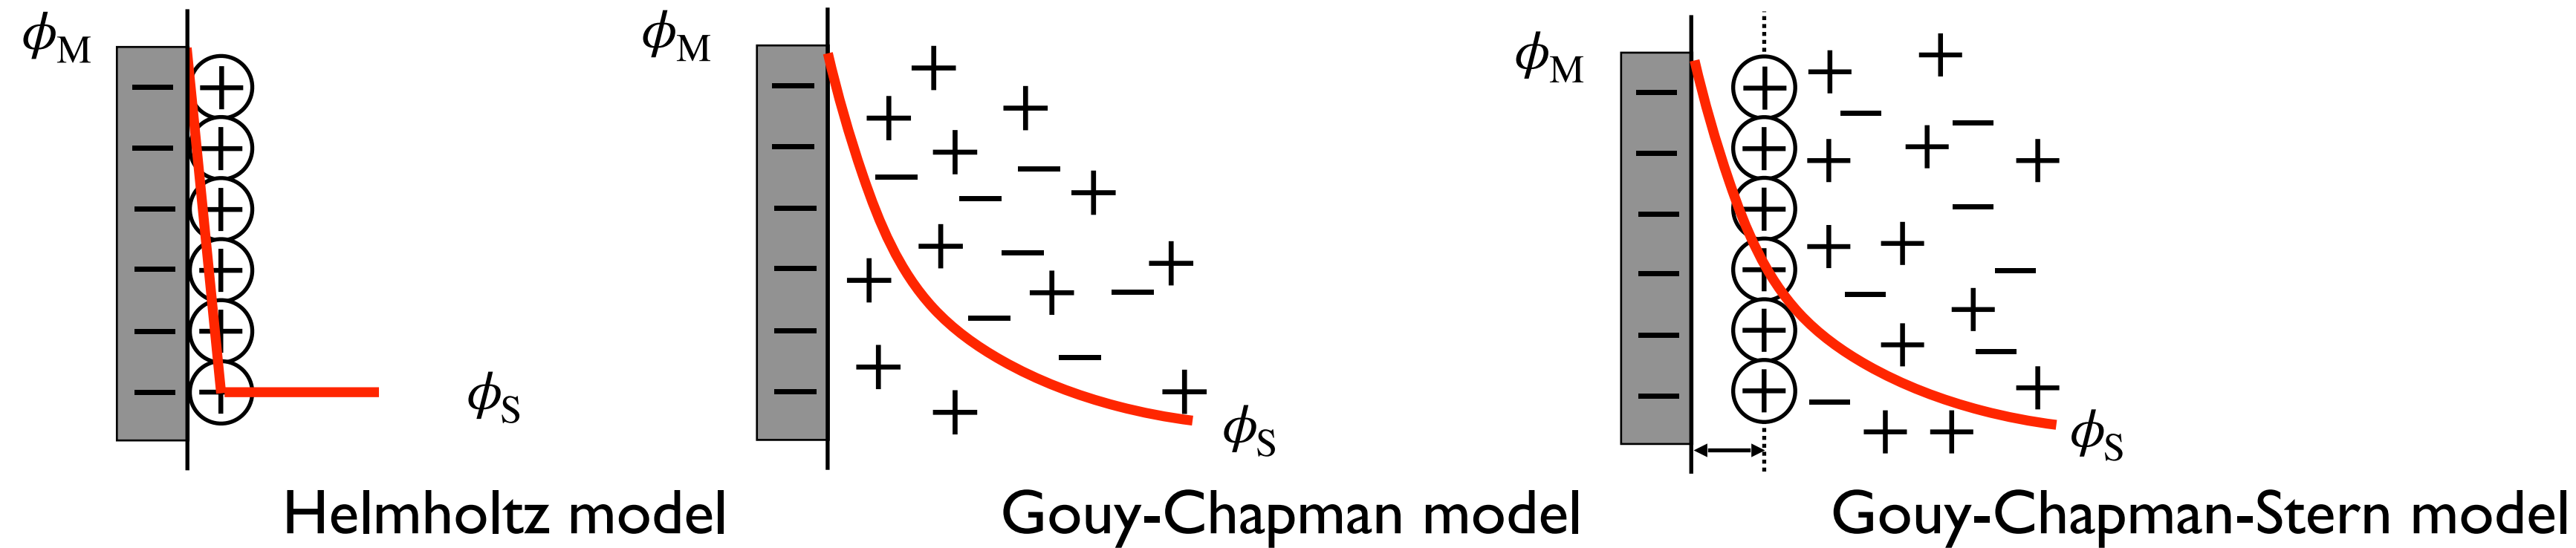 ϕM
ϕS
Helmholtz model
ϕM
ϕS
Gouy-Chapman model
ϕM
ϕS
Gouy-Chapman-Stern model